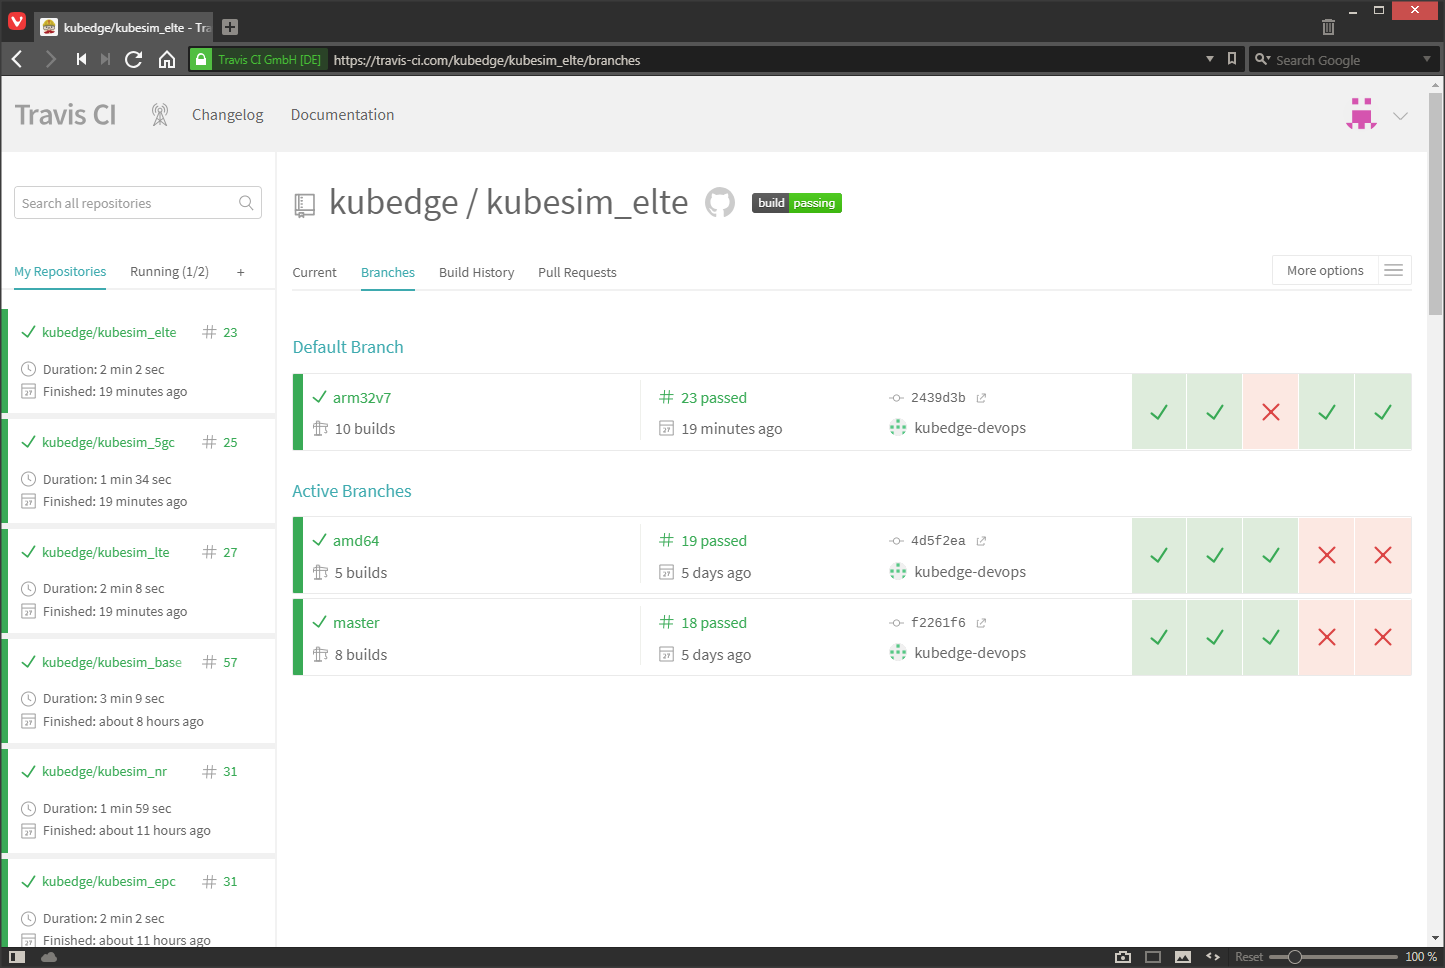 kubedge/kubesim_elte - Tra
Travis CI GmbH [DE] https://travis-ci.com/kubedge/kubesim_elte/branches Search Google
Travis CI Changelog Documentation
Search all repositories
kubedge / kubesim_elte build passing
My Repositories Running (1/2) +
Current Branches Build History Pull Requests More options
kubedge/kubesim_elte # 23
Duration: 2 min 2 sec
Finished: 19 minutes ago
kubedge/kubesim_5gc # 25
Duration: 1 min 34 sec
Finished: 19 minutes ago
kubedge/kubesim_lte # 27
Duration: 2 min 8 sec
Finished: 19 minutes ago
kubedge/kubesim_base # 57
Duration: 3 min 9 sec
Finished: about 8 hours ago
kubedge/kubesim_nr # 31
Duration: 1 min 59 sec
Finished: about 11 hours ago
kubedge/kubesim_epc # 31
Duration: 2 min 2 sec
Finished: about 11 hours ago
Default Branch
arm32v7 # 23 passed 2439d3b
10 builds 19 minutes ago kubedge-devops
Active Branches
amd64 # 19 passed 4d5f2ea
5 builds 5 days ago kubedge-devops
master # 18 passed f2261f6
8 builds 5 days ago kubedge-devops
Reset 100 %